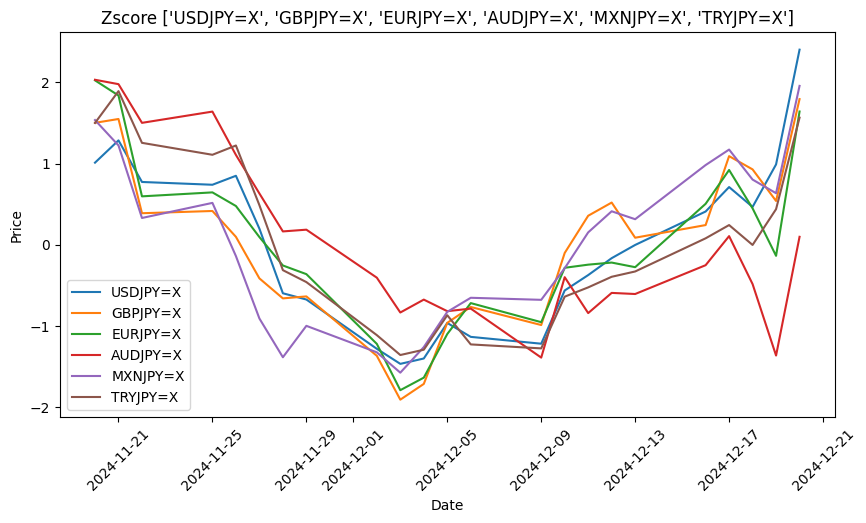 Zscore ['USDJPY=X', 'GBPJPY=X', 'EURJPY=X', 'AUDJPY=X', 'MXNJPY=X', 'TRYJPY=X']
2
1
0
−1
−2
Price
USDJPY=X
GBPJPY=X
EURJPY=X
AUDJPY=X
MXNJPY=X
TRYJPY=X
2024-11-21
2024-11-25
2024-11-29
2024-12-01
2024-12-05
2024-12-09
2024-12-13
2024-12-17
2024-12-21
Date